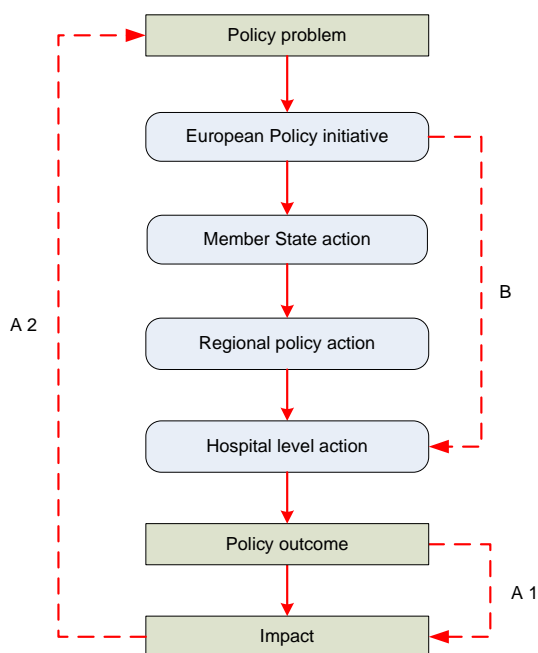 Policy problem
European Policy initiative
Member State action
B
A 2
Regional policy action
Hospital level action
Policy outcome
A 1
Impact